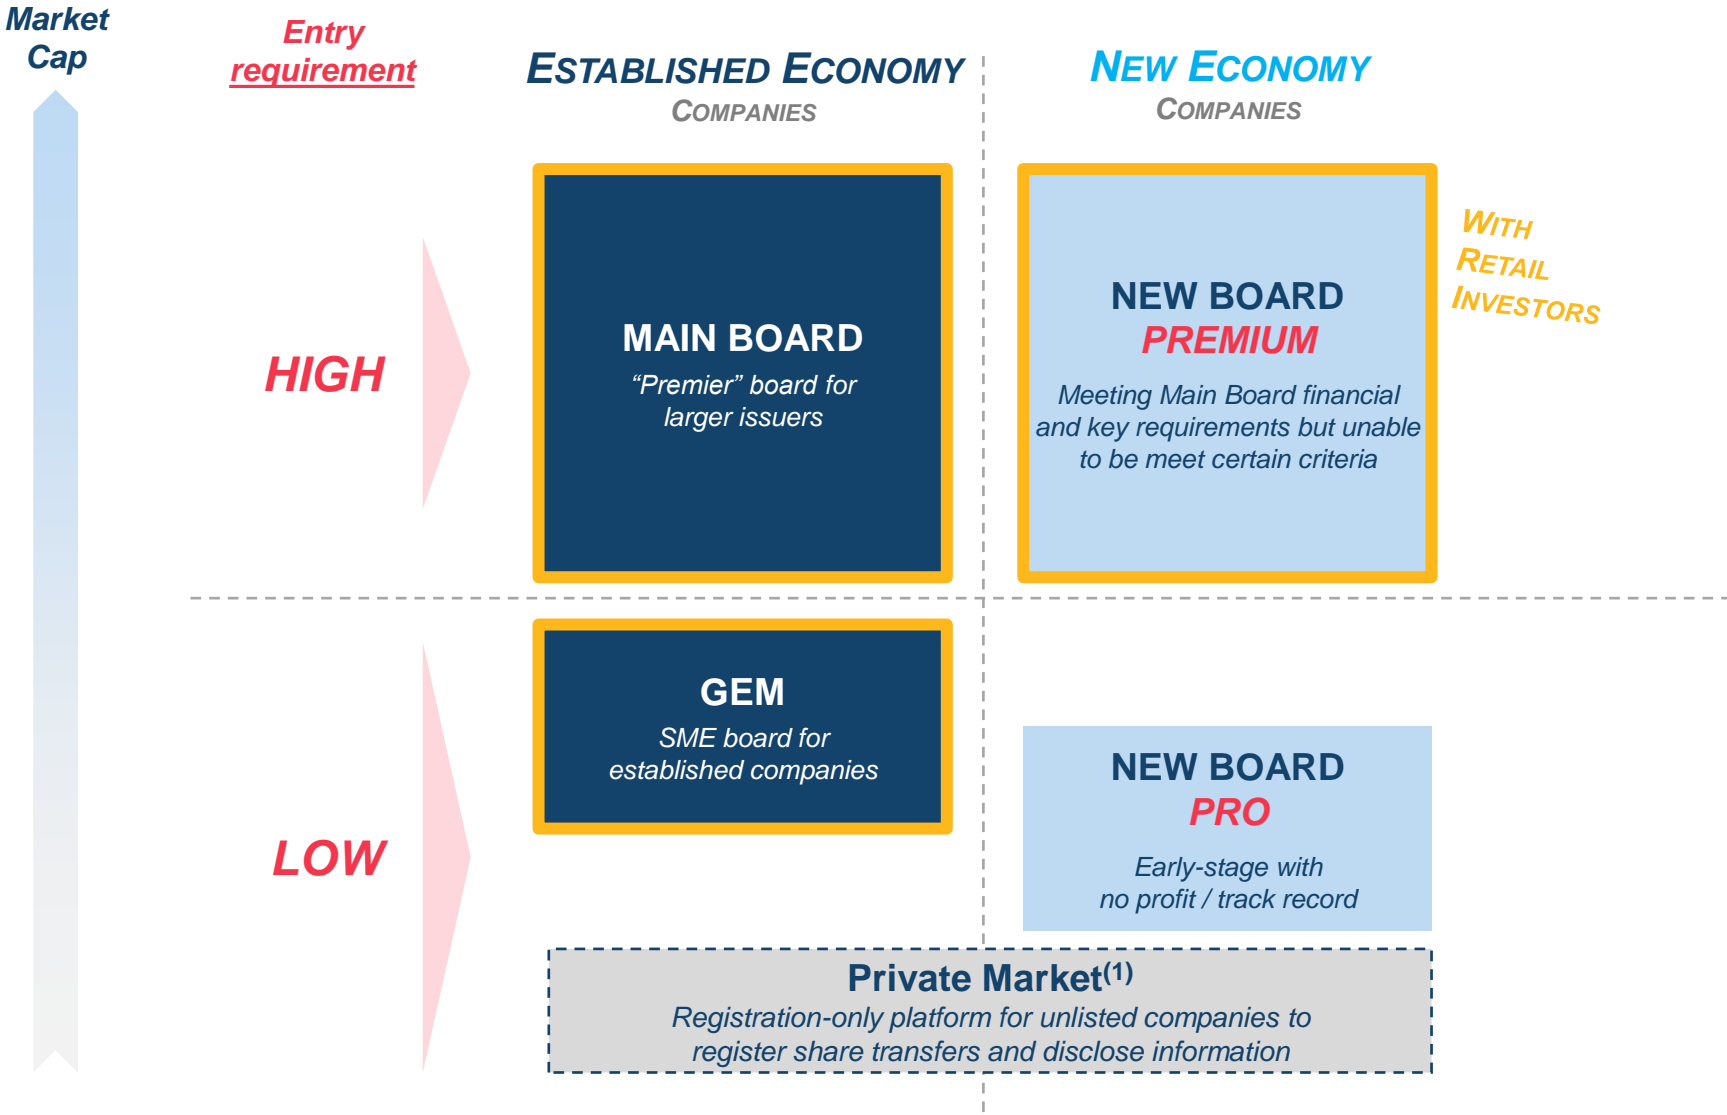 Market
Cap
Entry
requirement
ESTABLISHED ECONOMY
COMPANIES
NEW ECONOMY
COMPANIES
HIGH
MAIN BOARD
“Premier” board for
larger issuers
NEW BOARD
PREMIUM
Meeting Main Board financial
and key requirements but unable
to be meet certain criteria
WITH
RETAIL
INVESTORS
LOW
GEM
SME board for
established companies
NEW BOARD
PRO
Early-stage with
no profit / track record
Private Market(1)
Registration-only platform for unlisted companies to
register share transfers and disclose information